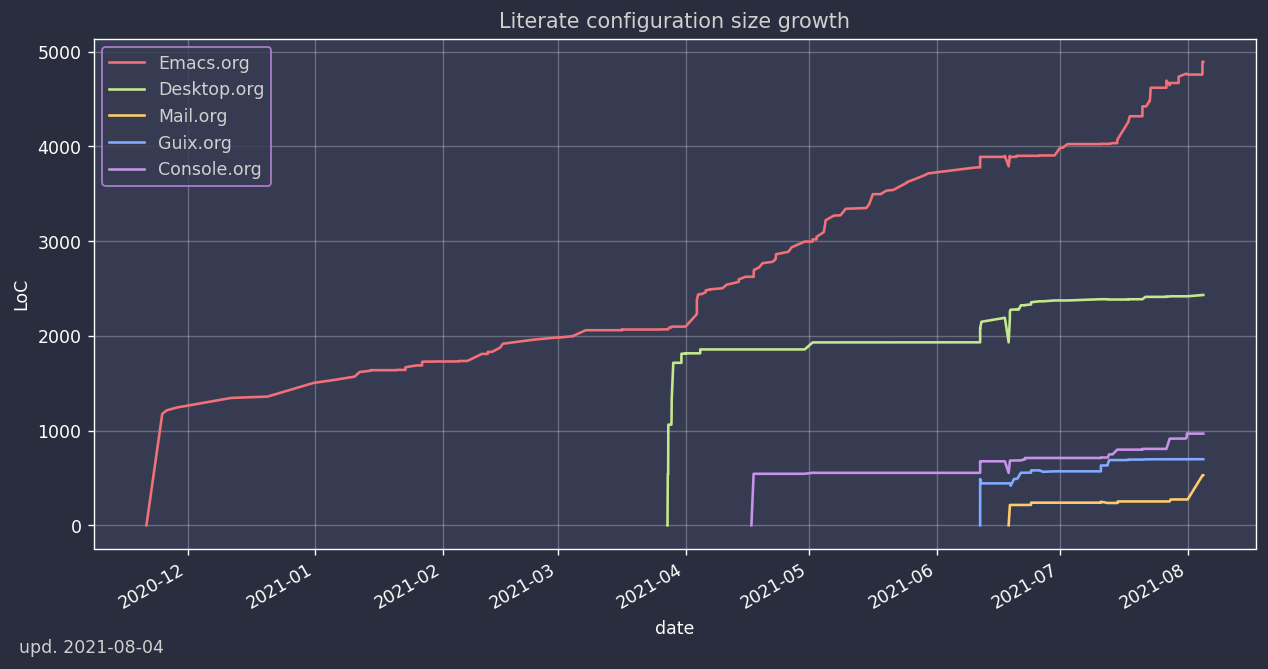 Literate configuration size growth
Emacs.org
Desktop.org
Mail.org
Guix.org
Console.org
5000
4000
3000
2000
1000
0
LoC
2020-12
2021-01
2021-02
2021-03
2021-04
2021-05
2021-06
2021-07
2021-08
date
upd. 2021-08-04